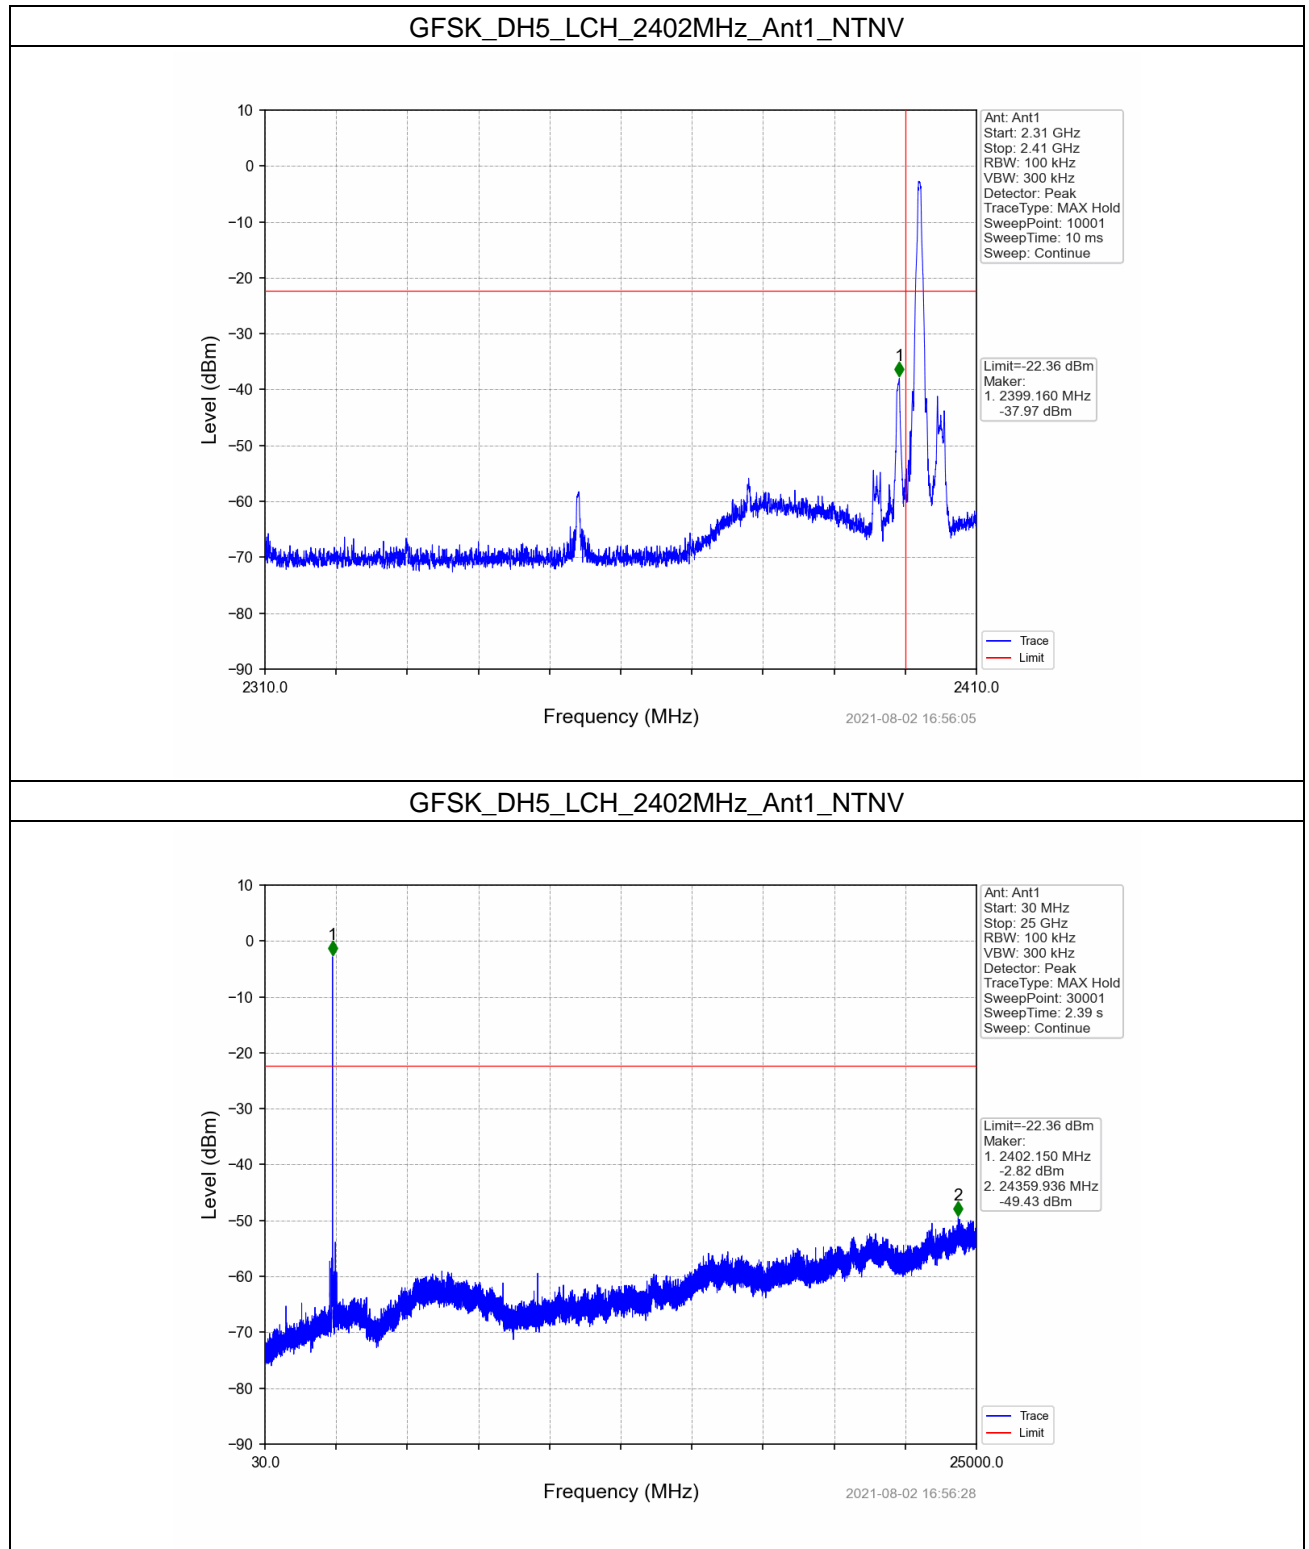 GFSK_DH5_LCH_2402MHz_Ant1_NTNV
10
0
−10
−20
−30
−40
−50
−60
−70
−80
−90
Level (dBm)
1
2310.0
2410.0
Frequency (MHz)
2021-08-02 16:56:05
Ant: Ant1
Start: 2.31 GHz
Stop: 2.41 GHz
RBW: 100 kHz
VBW: 300 kHz
Detector: Peak
TraceType: MAX Hold
SweepPoint: 10001
SweepTime: 10 ms
Sweep: Continue
Limit=-22.36 dBm
Maker:
1. 2399.160 MHz
-37.97 dBm
Trace
Limit
GFSK_DH5_LCH_2402MHz_Ant1_NTNV
10
0
−10
−20
−30
−40
−50
−60
−70
−80
−90
Level (dBm)
1
2
30.0
25000.0
Frequency (MHz)
2021-08-02 16:56:28
Ant: Ant1
Start: 30 MHz
Stop: 25 GHz
RBW: 100 kHz
VBW: 300 kHz
Detector: Peak
TraceType: MAX Hold
SweepPoint: 30001
SweepTime: 2.39 s
Sweep: Continue
Limit=-22.36 dBm
Maker:
1. 2402.150 MHz
-2.82 dBm
2. 24359.936 MHz
-49.43 dBm
Trace
Limit